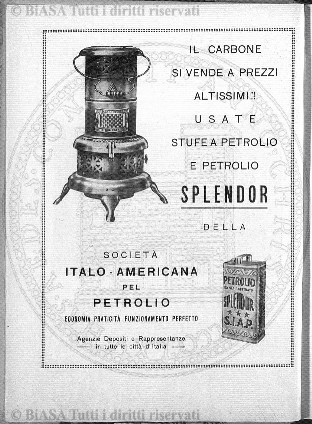 © BiASA Tutti i diritti riservati
IL CARBONE
SI VENDE A PREZZI
ALTISSIMI!!
USATE
STUFE A PETROLIO
E PETROLIO
SPLENDOR
DELLA
SOCIETÀ
ITALO-AMERICANA
PEL
PETROLIO
ECONOMIA PRATICITÀ FUNZIONAMENTO PERFETTO
Agenzie Depositi e Rappresentanze
in tutte le città d'Italia
PETROLIO
SPLENDOR
S.I.A.P.
© BiASA Tutti i diritti riservati